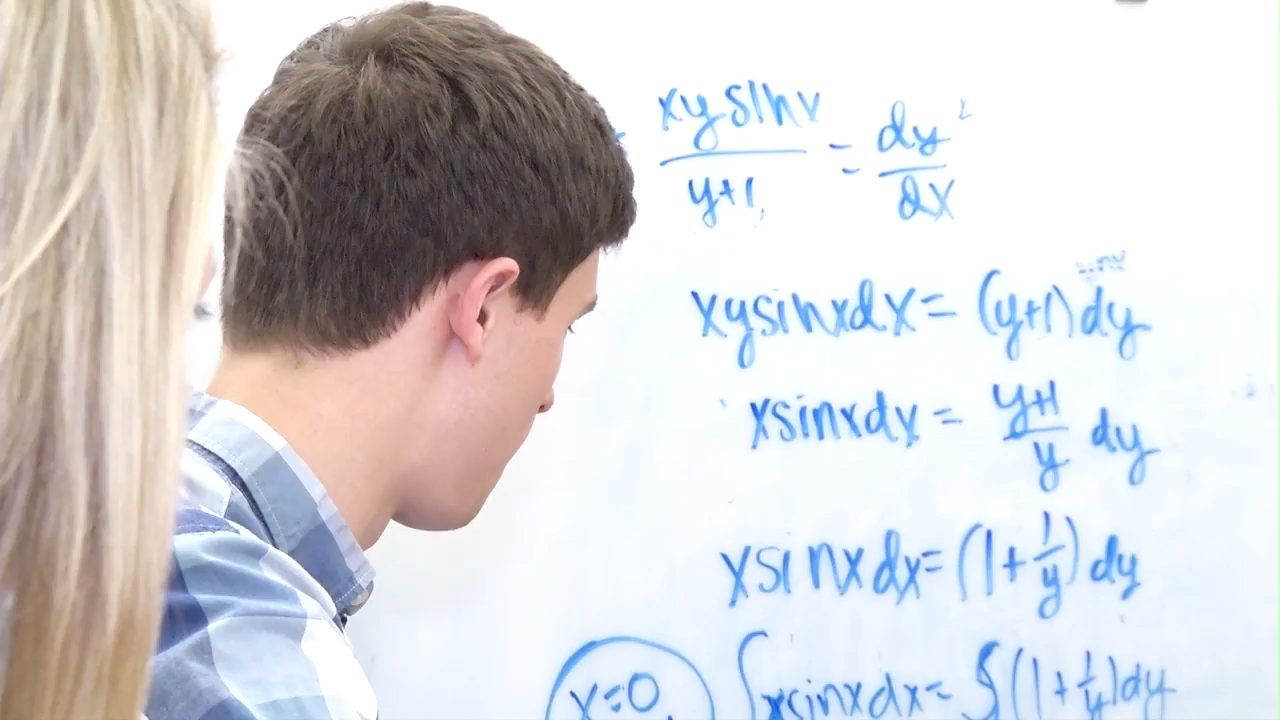 xysinx/y+1 = dy/dx
xysinxdx = (y+1)dy
xsinxdx = y+1/y dy
xsinxdx = (1+1/y)dy
x=0 ∫xsinxdx = ∫(1+1/y)dy